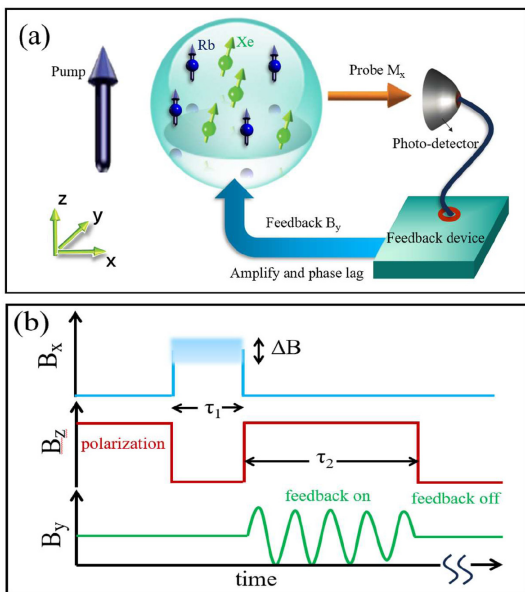 (a)
Rb
Xe
Pump
Probe Mx
Photo-detector
z
y
x
Feedback By
Feedback device
Amplify and phase lag
(b)
Bx
ΔB
τ1
Bz
polarization
τ2
By
feedback on
feedback off
time